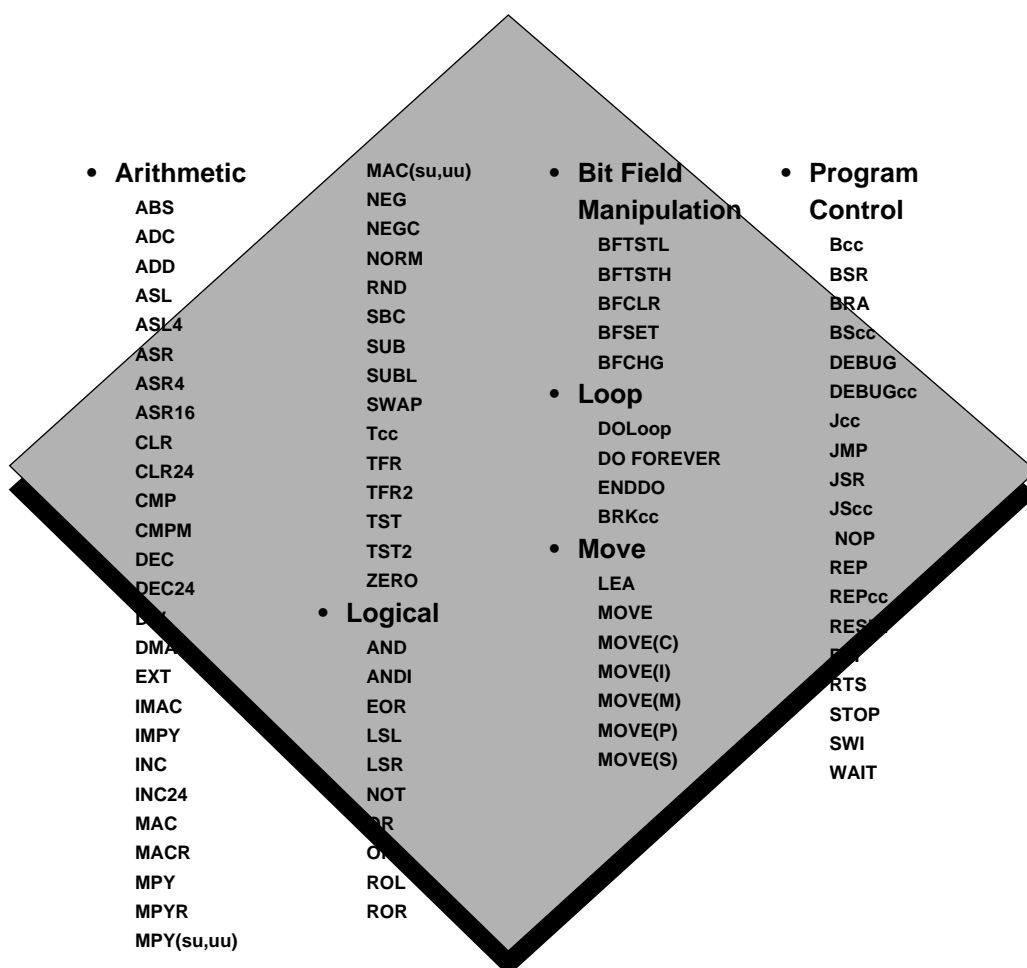 • Arithmetic
ABS
ADC
ADD
ASL
ASL4
ASR
ASR4
ASR16
CLR
CLR24
CMP
CMPM
DEC
DEC24
DMA
EXT
IMAC
IMPY
INC
INC24
MAC
MACR
MPY
MPYR
MPY(su,uu)
MAC(su,uu)
NEG
NEGC
NORM
RND
SBC
SUB
SUBL
SWAP
Tcc
TFR
TFR2
TST
TST2
ZERO
• Logical
AND
ANDI
EOR
LSL
LSR
NOT
OR
ROL
ROR
• Bit Field
Manipulation
BFTSTL
BFTSTH
BFCLR
BFSET
BFCHG
• Loop
DOLoop
DO FOREVER
ENDDO
BRKcc
• Move
LEA
MOVE
MOVE(C)
MOVE(I)
MOVE(M)
MOVE(P)
MOVE(S)
• Program
Control
Bcc
BSR
BRA
BScc
DEBUG
DEBUGcc
Jcc
JMP
JSR
JScc
NOP
REP
REPcc
RTS
STOP
SWI
WAIT